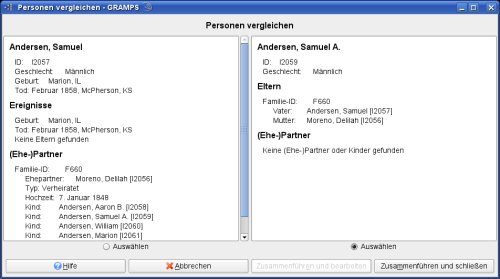 Personen vergleichen - GRAMPS
Personen vergleichen
Andersen, Samuel
ID: I2057
Geschlecht: Männlich
Geburt: Marion, IL
Tod: Februar 1858, McPherson, KS
Ereignisse
Geburt: Marion, IL
Tod: Februar 1858, McPherson, KS
Keine Eltern gefunden
(Ehe-)Partner
Familie-ID: F660
Ehepartner: Moreno, Delilah [I2056]
Typ: Verheiratet
Hochzeit: 7. January 1848
Kind: Andersen, Aaron B. [I2058]
Kind: Andersen, Samuel A. [I2059]
Kind: Andersen, William [I2060]
Kind: Andersen, Marion [I2061]
Auswählen
Andersen, Samuel A.
ID: I2059
Geschlecht: Männlich
Eltern
Familie-ID: F660
Vater: Andersen, Samuel [I2057]
Mutter: Moreno, Delilah [I2056]
(Ehe-)Partner
Keine (Ehe-)Partner oder Kinder gefunden
Auswählen
Hilfe
Abbrechen
Zusammenführen und bearbeiten
Zusammenführen und schließen